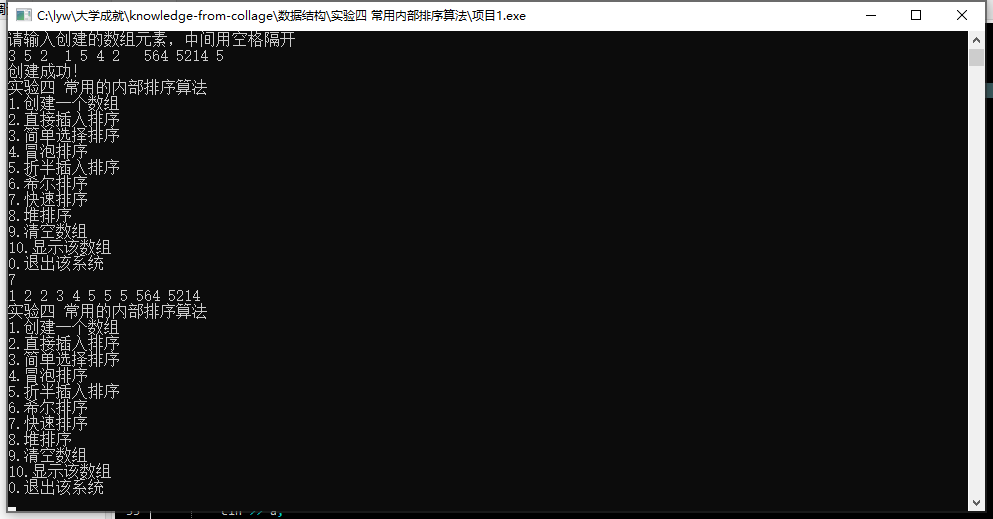 C:\lyw\大学成就\knowledge-from-collage\数据结构\实验四 常用内部排序算法\项目1.exe
请输入创建的数组元素，中间用空格隔开
3 5 2  1 5 4 2   564 5214 5
创建成功!
实验四 常用的内部排序算法
1.创建一个数组
2.直接插入排序
3.简单选择排序
4.冒泡排序
5.折半插入排序
6.希尔排序
7.快速排序
8.堆排序
9.清空数组
10.显示该数组
0.退出该系统
7
1 2 2 3 4 5 5 5 564 5214
实验四 常用的内部排序算法
1.创建一个数组
2.直接插入排序
3.简单选择排序
4.冒泡排序
5.折半插入排序
6.希尔排序
7.快速排序
8.堆排序
9.清空数组
10.显示该数组
0.退出该系统